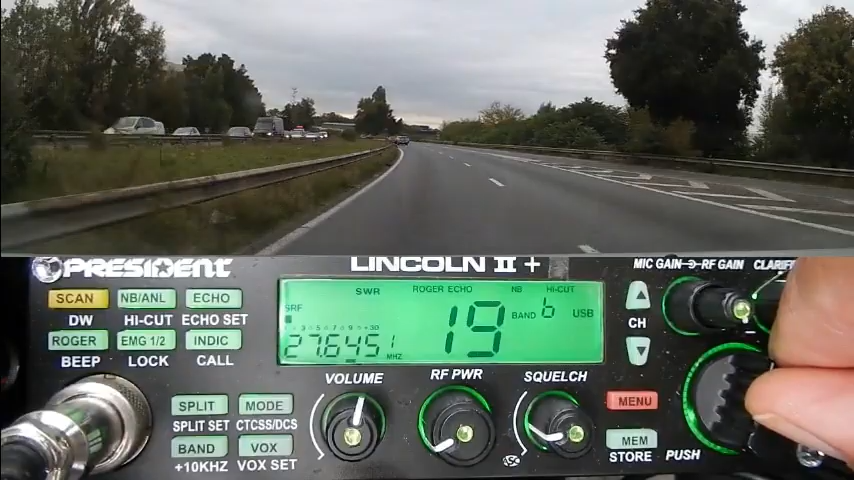 PRESIDENT
LINCOLN II +
MIC GAIN RF GAIN CLARIFI
SCAN NB/ANL ECHO
DW HI-CUT ECHO SET
ROGER EMG 1/2 INDIC
BEEP LOCK CALL
SWR ROGER ECHO NB HI-CUT
SRF 19 BAND b USB
27.6451 MHZ
CH
VOLUME RF PWR SQUELCH
SPLIT MODE
SPLIT SET CTCSS/DCS
BAND VOX
+10KHZ VOX SET
MENU
MEM
STORE
PUSH
ASC